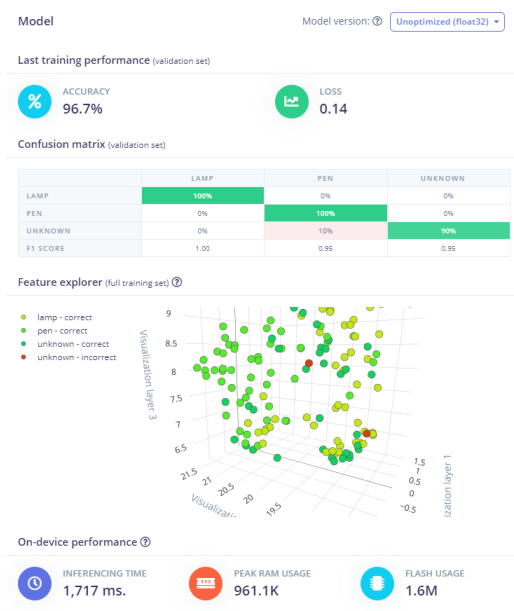 Model
Model version: ? Unoptimized (float32)
Last training performance (validation set)
% ACCURACY
96.7%
LOSS
0.14
Confusion matrix (validation set)
LAMP PEN UNKNOWN
LAMP 100% 0% 0%
PEN 0% 100% 0%
UNKNOWN 0% 10% 90%
F1 SCORE 1.00 0.95 0.95
Feature explorer (full training set) ?
lamp - correct
pen - correct
unknown - correct
unknown - incorrect
Visualization layer 3
9
8.5
8
7.5
7
6.5
21.5
21
20.5
20
19.5
Visualizati
1.5
1
0.5
0
−0.5
ization layer 1
On-device performance ?
INFERENCING TIME
1,717 ms.
PEAK RAM USAGE
961.1K
FLASH USAGE
1.6M